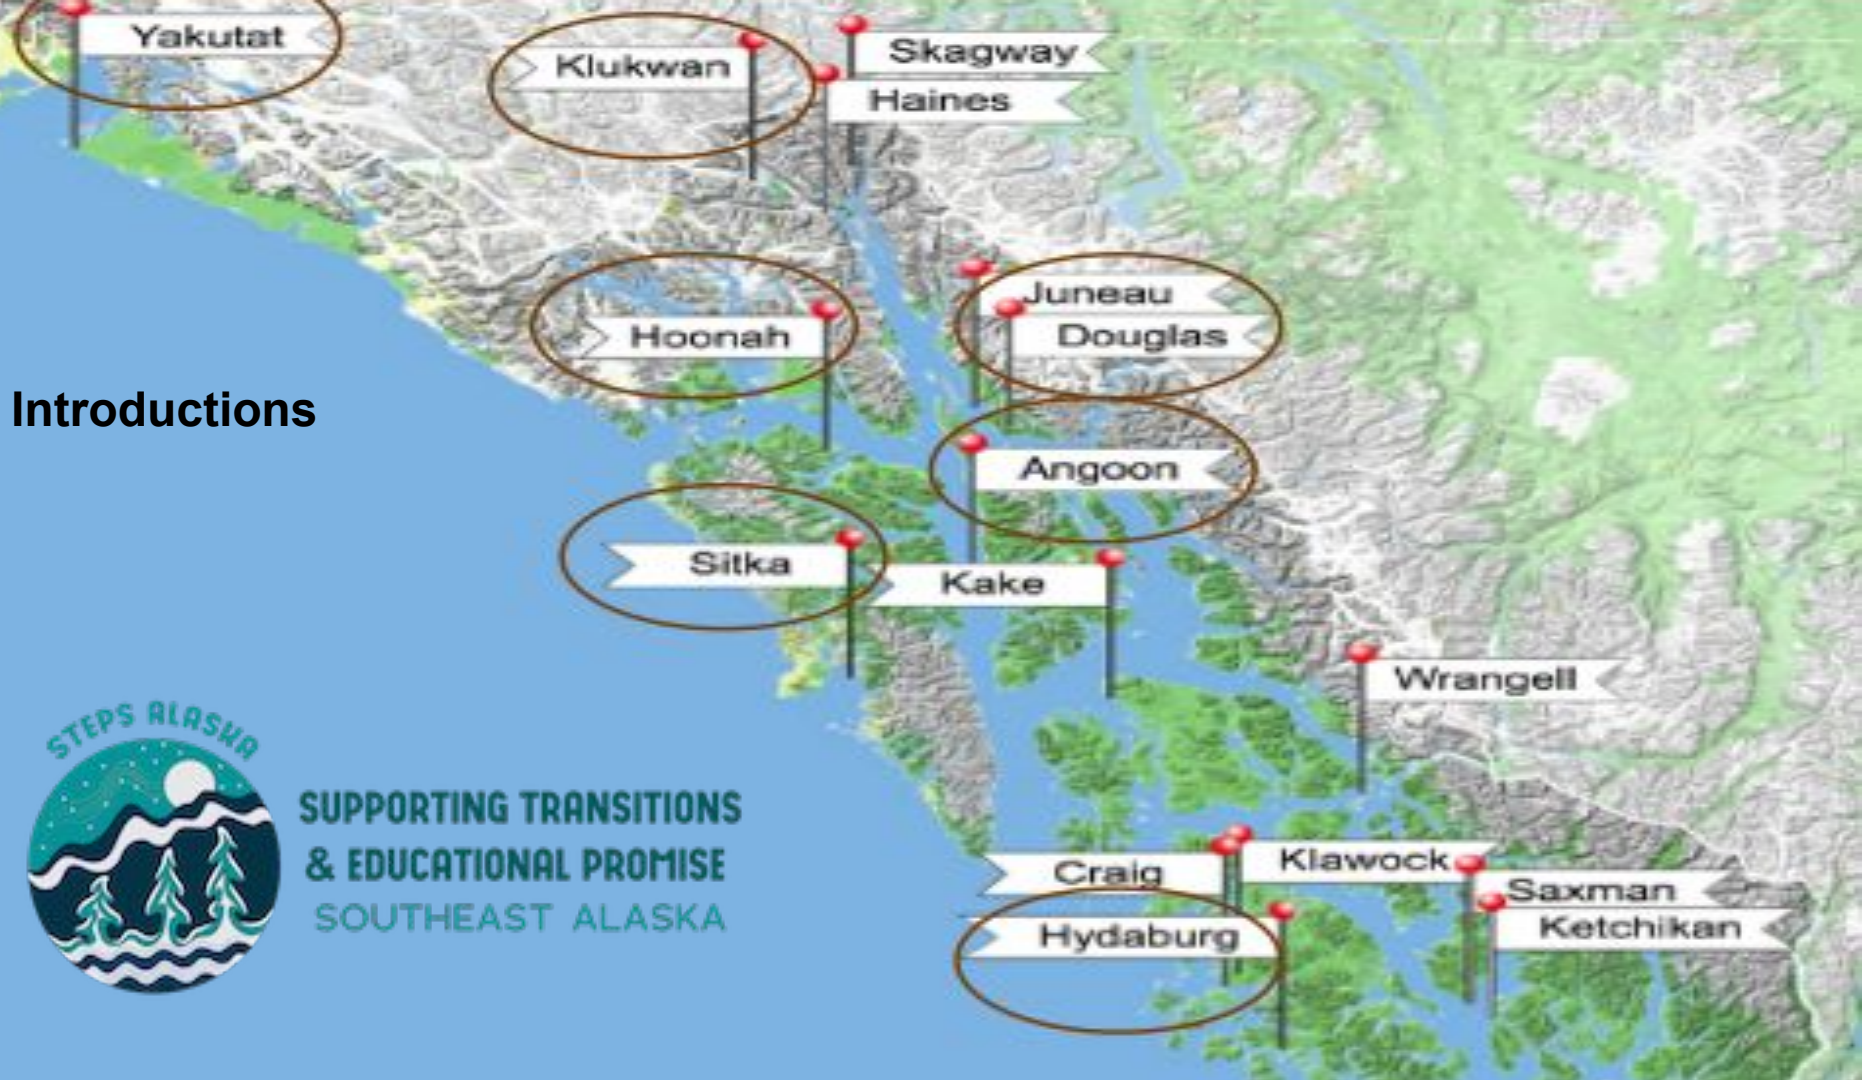 Yakutat
Klukwan
Skagway
Haines
Juneau
Hoonah
Douglas
Introductions
Angoon
Sitka
Kake
Wrangell
STEPS ALASKA
SUPPORTING TRANSITIONS
& EDUCATIONAL PROMISE
SOUTHEAST ALASKA
Craig
Klawock
Saxman
Hydaburg
Ketchikan